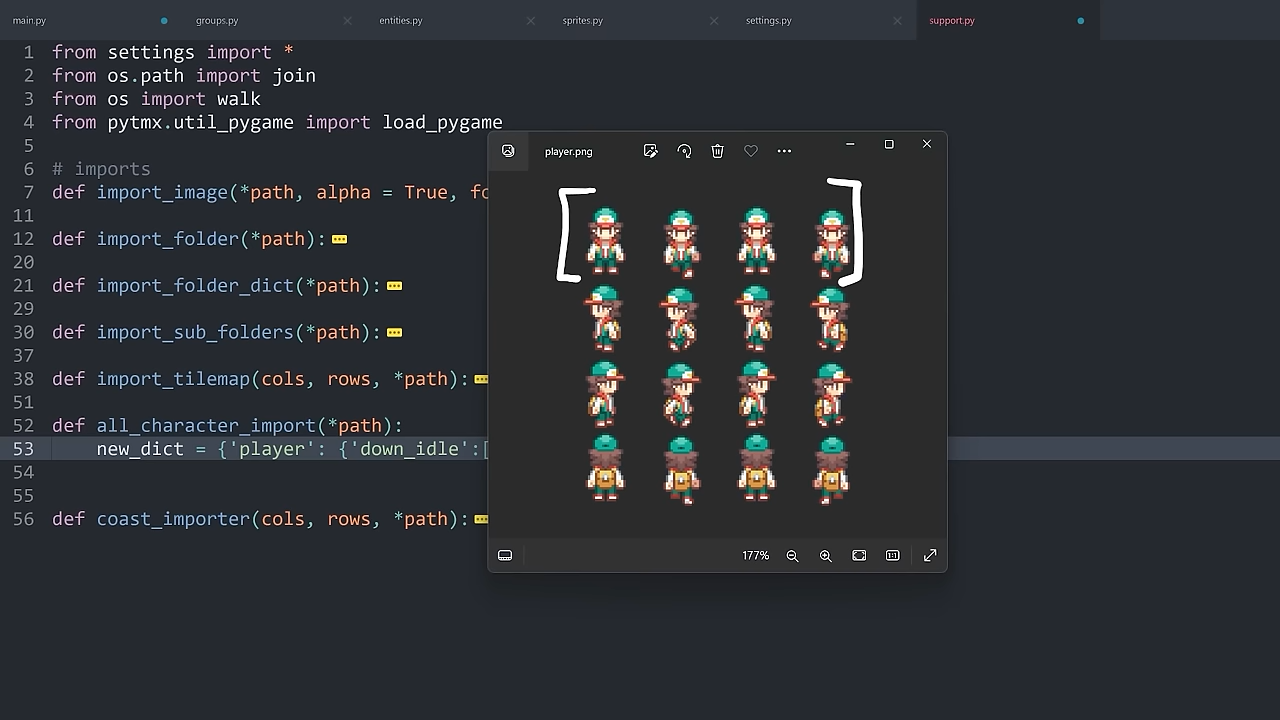 main.py groups.py entities.py sprites.py settings.py support.py
1 from settings import *
2 from os.path import join
3 from os import walk
4 from pytmx.util_pygame import load_pygame
5
6 # imports
7 def import_image(*path, alpha = True, fo
11
12 def import_folder(*path):
20
21 def import_folder_dict(*path):
29
30 def import_sub_folders(*path):
37
38 def import_tilemap(cols, rows, *path):
51
52 def all_character_import(*path):
53 new_dict = {'player': {'down_idle':[
54
55
56 def coast_importer(cols, rows, *path):
player.png
177%
1:1